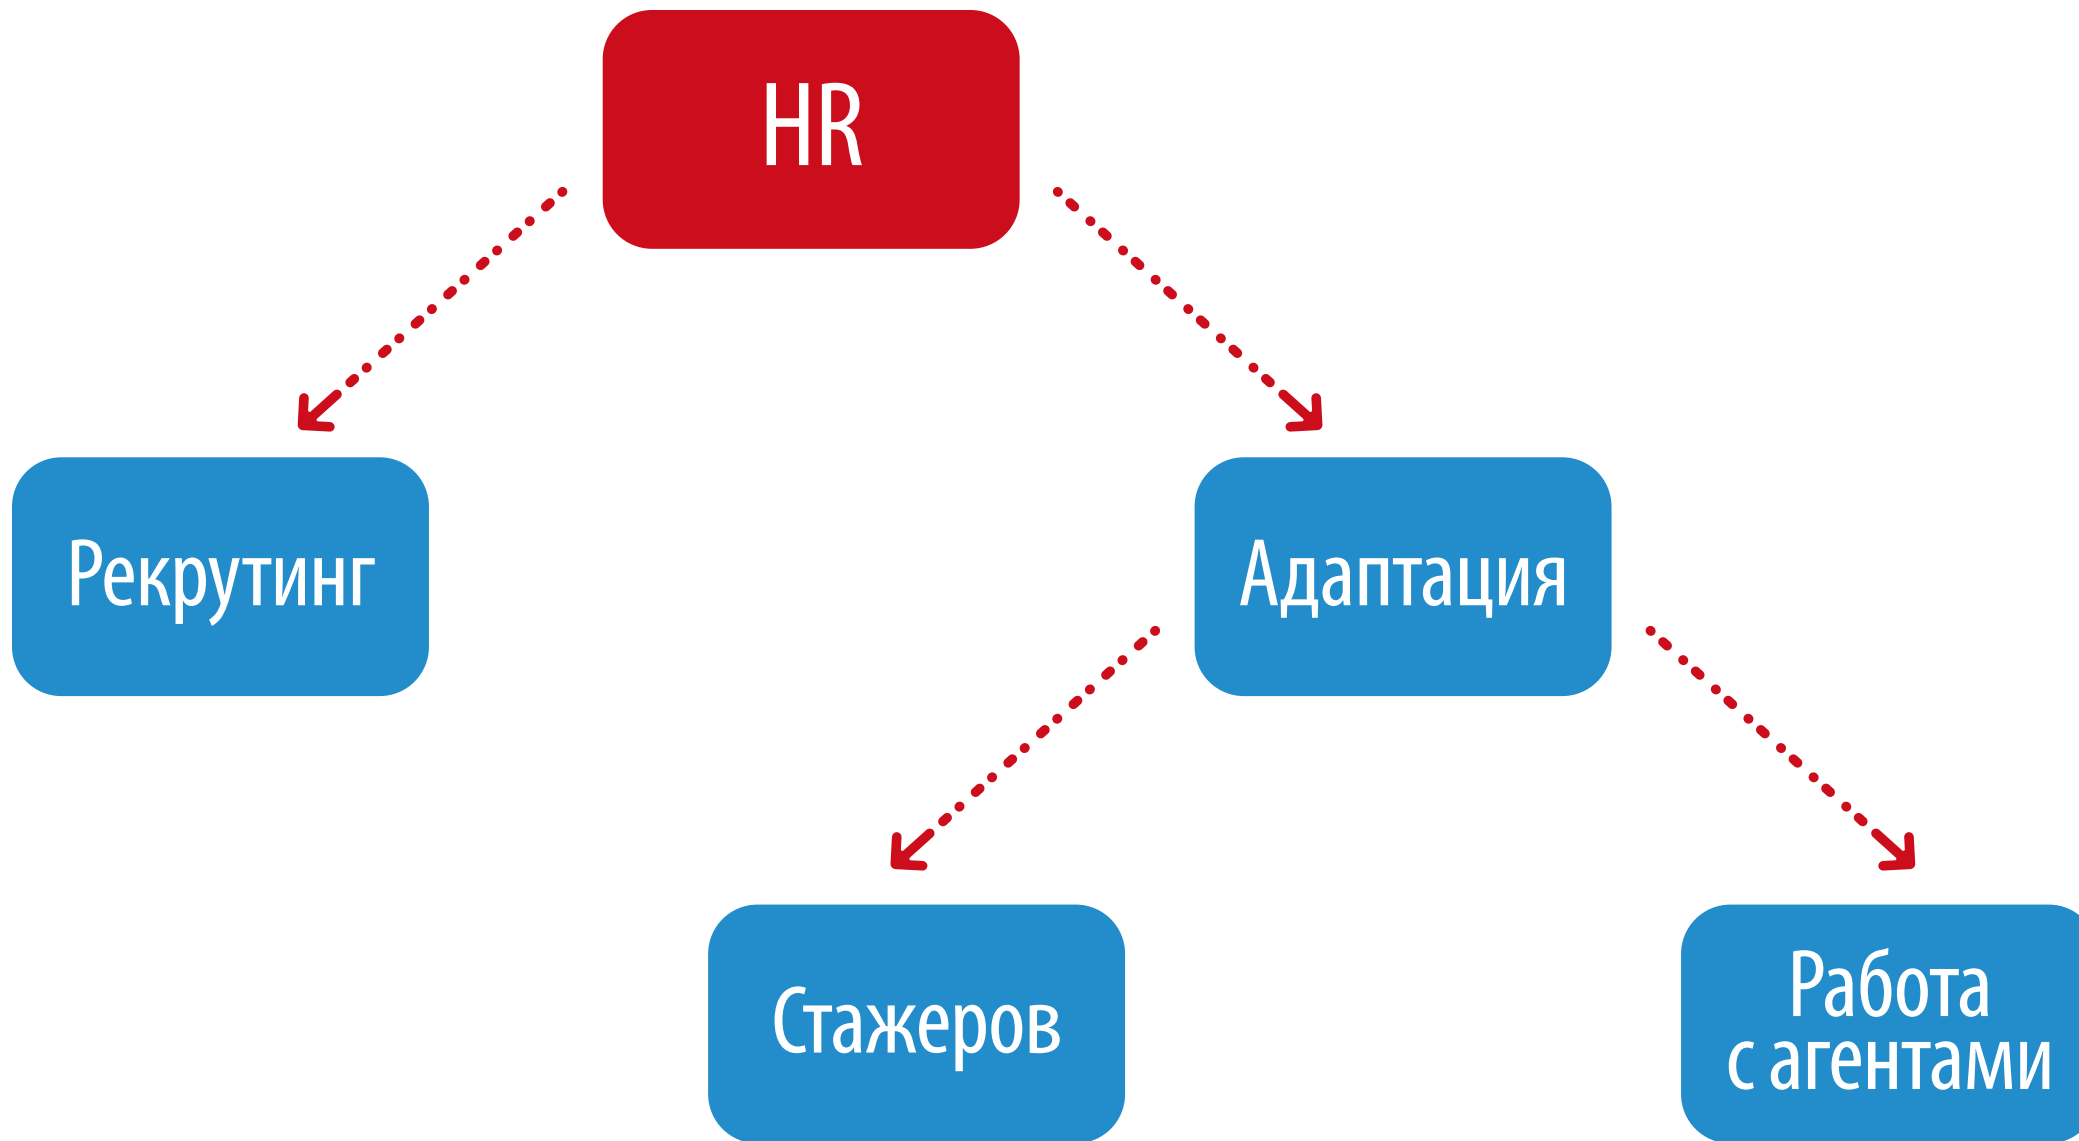 HR
Рекрутинг
Адаптация
Стажеров
Работа
с агентами